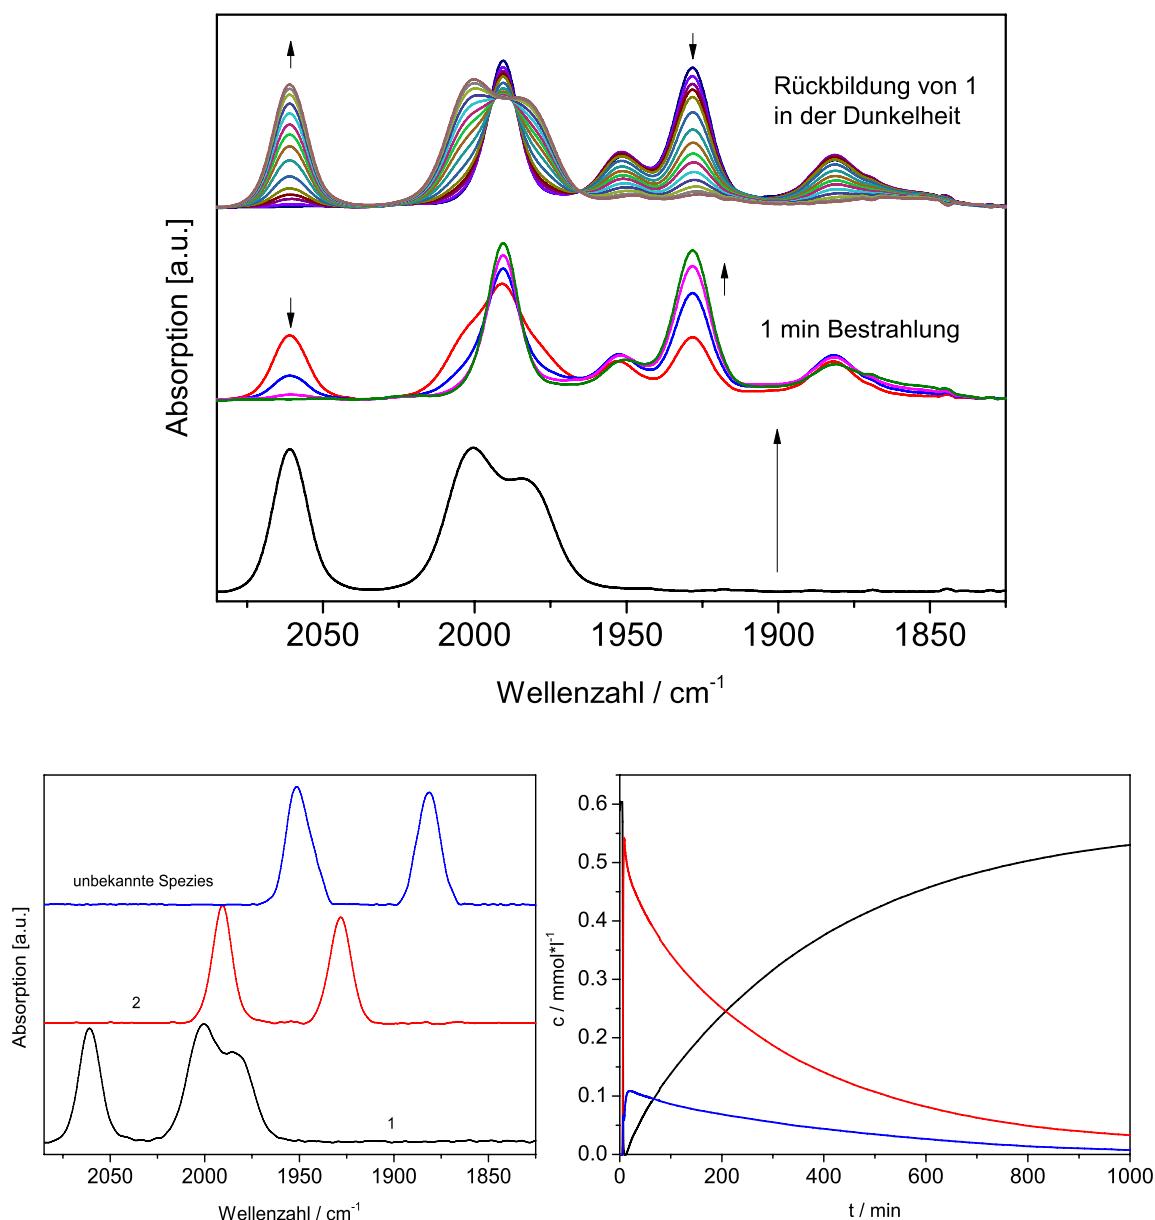 Rückbildung von 1
in der Dunkelheit
1 min Bestrahlung
Absorption [a.u.]
2050 2000 1950 1900 1850
Wellenzahl / cm⁻¹
unbekannte Spezies
2
1
Absorption [a.u.]
2050 2000 1950 1900 1850
Wellenzahl / cm⁻¹
0.6
0.5
0.4
0.3
0.2
0.1
0.0
c / mmol*l⁻¹
0 200 400 600 800 1000
t / min